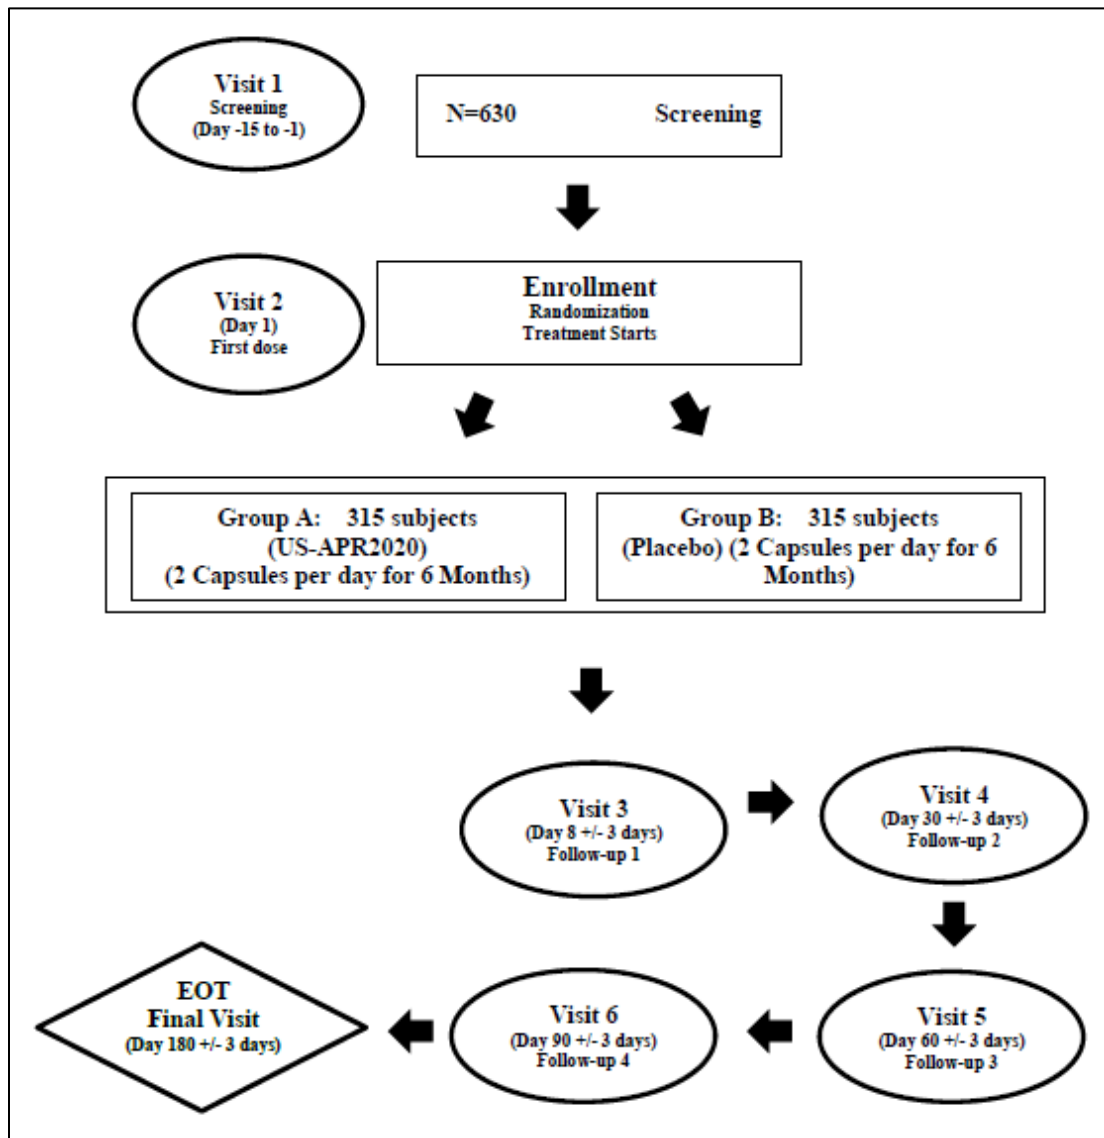 Visit 1
Screening
(Day -15 to -1)
N=630 Screening
Visit 2
(Day 1)
First dose
Enrollment
Randomization
Treatment Starts
Group A: 315 subjects
(US-APR2020)
(2 Capsules per day for 6 Months)
Group B: 315 subjects
(Placebo) (2 Capsules per day for 6
Months)
Visit 3
(Day 8 +/- 3 days)
Follow-up 1
Visit 4
(Day 30 +/- 3 days)
Follow-up 2
Visit 5
(Day 60 +/- 3 days)
Follow-up 3
Visit 6
(Day 90 +/- 3 days)
Follow-up 4
EOT
Final Visit
(Day 180 +/- 3 days)